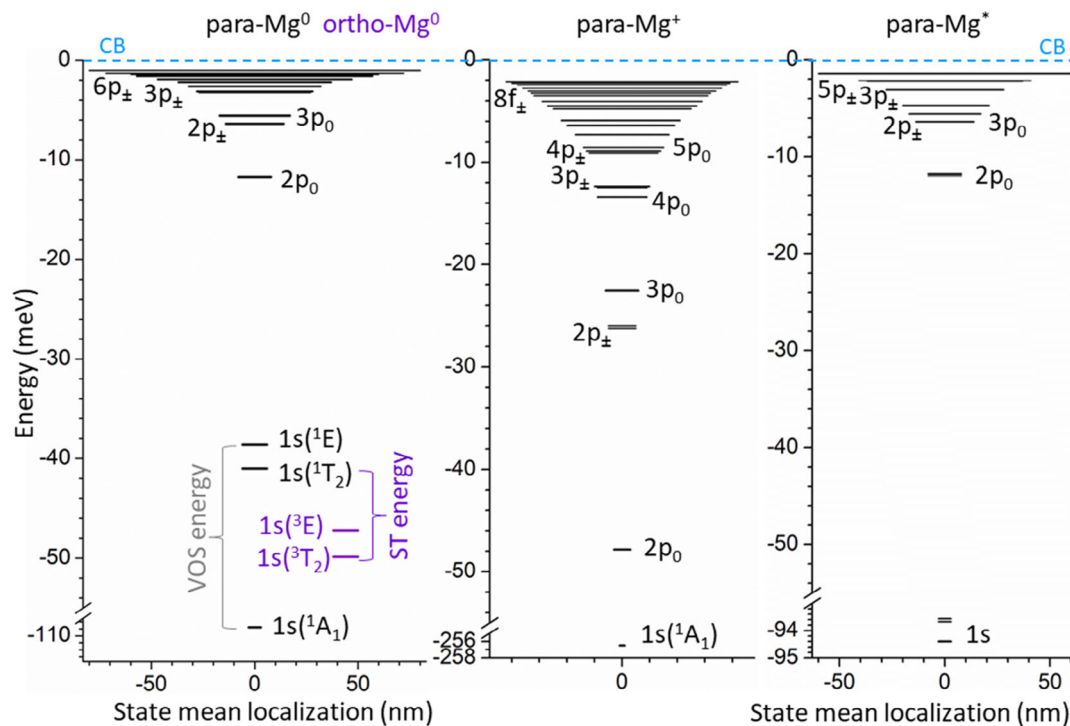 para-Mg⁰ ortho-Mg⁰
para-Mg⁺
para-Mg*
CB
CB
Energy (meV)
0
-10
-20
-30
-40
-50
-110
6p±
3p±
2p±
3p₀
2p₀
1s(¹E)
1s(¹T₂)
1s(³E)
1s(³T₂)
1s(¹A₁)
VOS energy
ST energy
-50
0
50
State mean localization (nm)
0
-10
-20
-30
-40
-50
-256
-258
8f±
4p±
5p₀
3p±
4p₀
3p₀
2p±
2p₀
1s(¹A₁)
0
State mean localization (nm)
0
-10
-20
-30
-40
-50
-94
-95
5p±
3p±
2p±
3p₀
2p₀
1s
-50
0
50
State mean localization (nm)